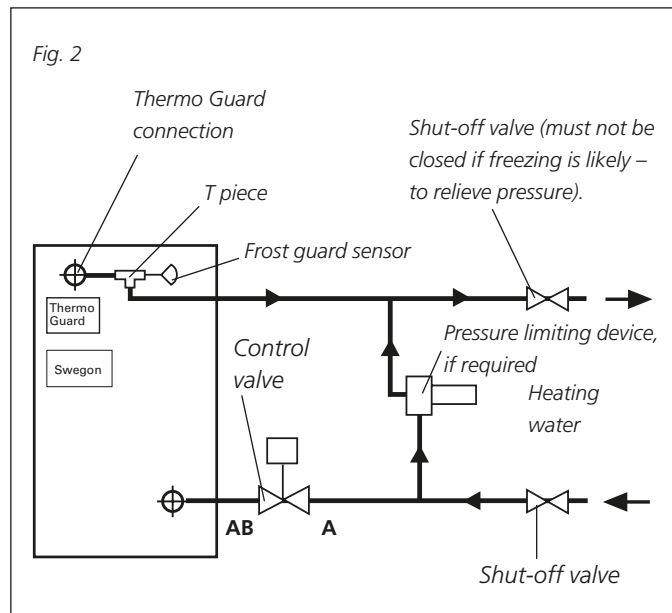 Fig. 2
Thermo Guard
connection
Shut-off valve (must not be
closed if freezing is likely –
to relieve pressure).
T piece
Frost guard sensor
Thermo
Guard
Swegon
Control
valve
Pressure limiting device,
if required
Heating
water
AB
A
Shut-off valve